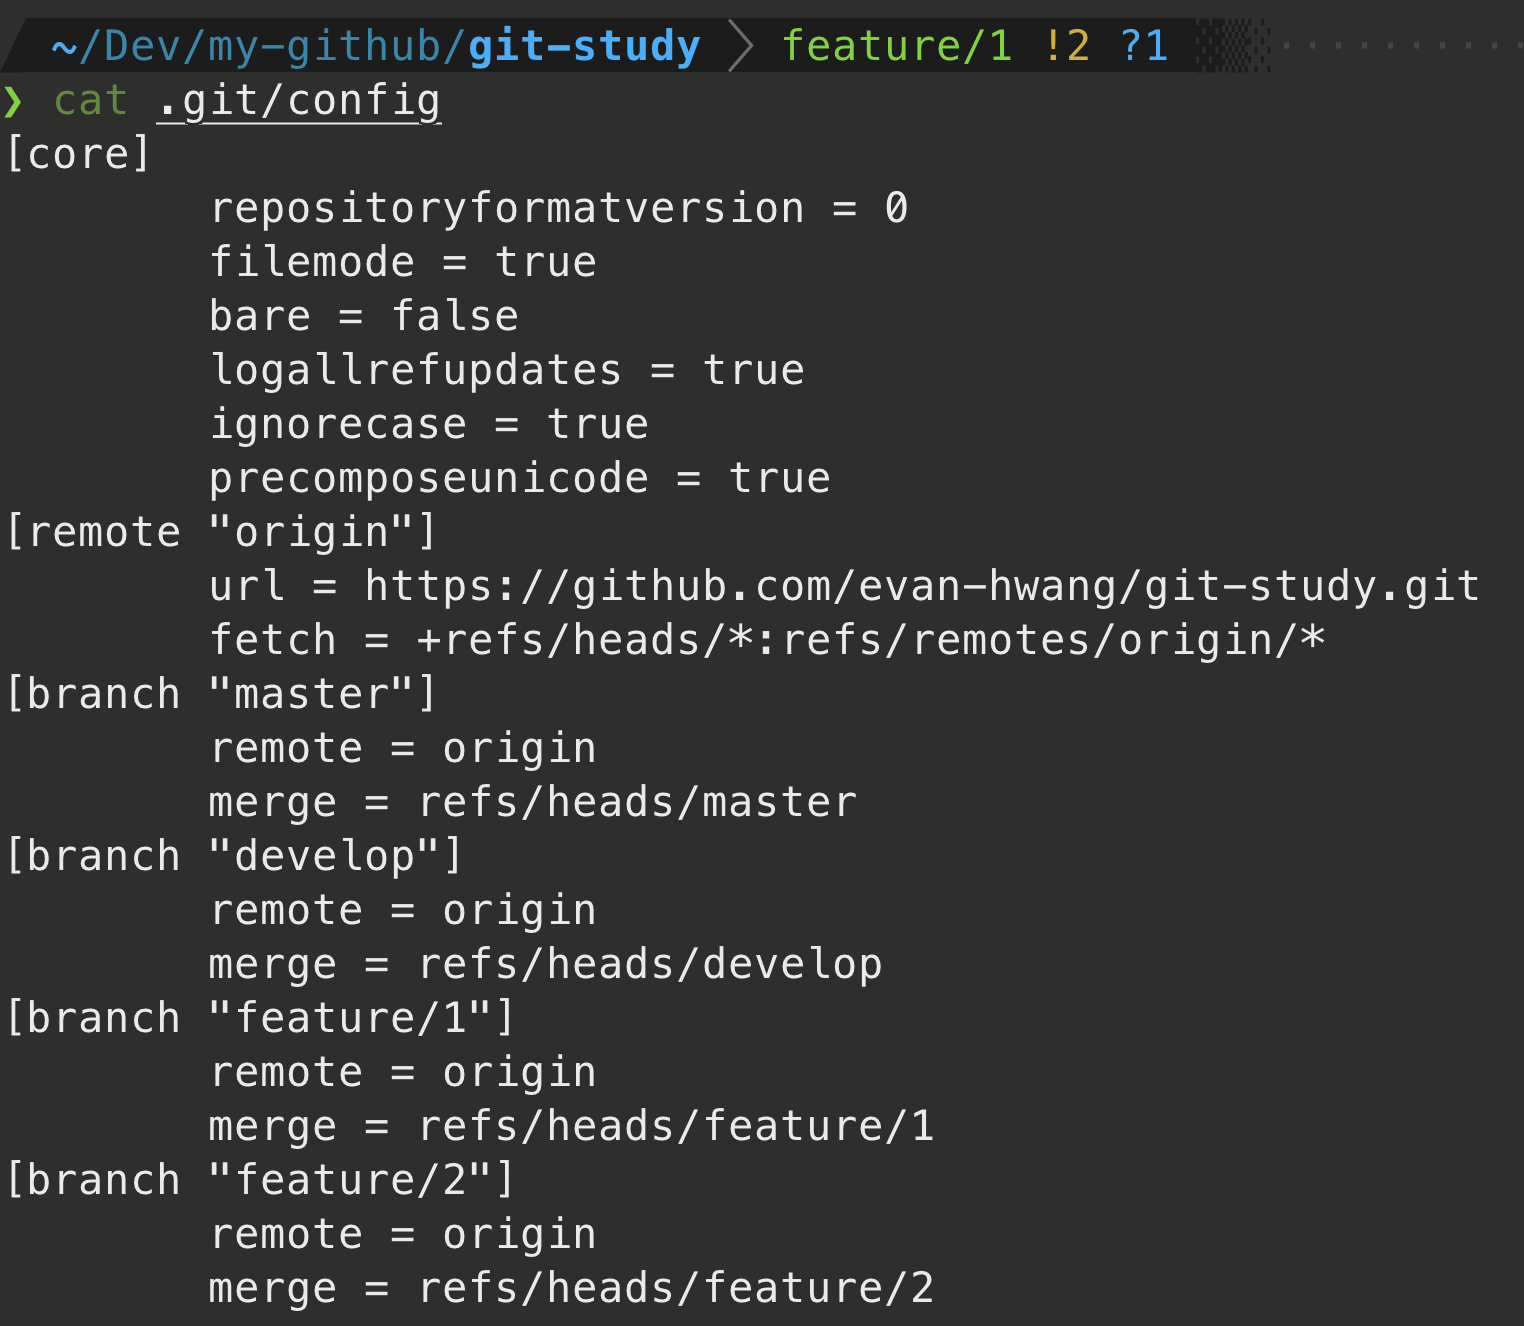 ~/Dev/my-github/git-study feature/1 !2 ?1
❯ cat .git/config
[core]
        repositoryformatversion = 0
        filemode = true
        bare = false
        logallrefupdates = true
        ignorecase = true
        precomposeunicode = true
[remote "origin"]
        url = https://github.com/evan-hwang/git-study.git
        fetch = +refs/heads/*:refs/remotes/origin/*
[branch "master"]
        remote = origin
        merge = refs/heads/master
[branch "develop"]
        remote = origin
        merge = refs/heads/develop
[branch "feature/1"]
        remote = origin
        merge = refs/heads/feature/1
[branch "feature/2"]
        remote = origin
        merge = refs/heads/feature/2